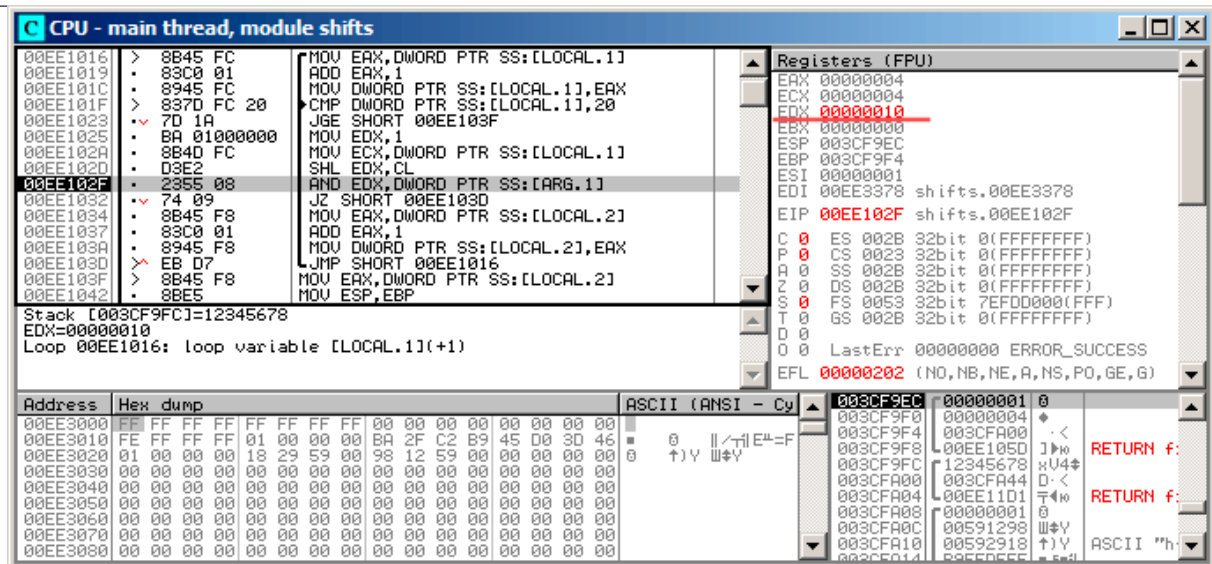 CPU - main thread, module shifts
00EE1016 > 8B45 FC MOV EAX,DWORD PTR SS:[LOCAL.1]
00EE1019 . 83C0 01 ADD EAX,1
00EE101C . 8945 FC MOV DWORD PTR SS:[LOCAL.1],EAX
00EE101F > 837D FC 20 CMP DWORD PTR SS:[LOCAL.1],20
00EE1023 . 7D 1A JGE SHORT 00EE103F
00EE1025 . BA 01000000 MOV EDX,1
00EE102A . 8B4D FC MOV ECX,DWORD PTR SS:[LOCAL.1]
00EE102D . D3E2 SHL EDX,CL
00EE102F . 2355 08 AND EDX,DWORD PTR SS:[ARG.1]
00EE1032 . 74 09 JZ SHORT 00EE103D
00EE1034 . 8B45 F8 MOV EAX,DWORD PTR SS:[LOCAL.2]
00EE1037 . 83C0 01 ADD EAX,1
00EE103A . 8945 F8 MOV DWORD PTR SS:[LOCAL.2],EAX
00EE103D > EB D7 JMP SHORT 00EE1016
00EE103F > 8B45 F8 MOV EAX,DWORD PTR SS:[LOCAL.2]
00EE1042 . 8BE5 MOV ESP,EBP
Registers (FPU)
EAX 00000004
ECX 00000004
EDX 00000010
EBX 00000000
ESP 003CF9EC
EBP 003CF9F4
ESI 00000001
EDI 00EE3378 shifts.00EE3378
EIP 00EE102F shifts.00EE102F
C 0 ES 002B 32bit 0(FFFFFFFF)
P 0 CS 0023 32bit 0(FFFFFFFF)
A 0 SS 002B 32bit 0(FFFFFFFF)
Z 0 DS 002B 32bit 0(FFFFFFFF)
S 0 FS 0053 32bit 7EFDD000(FFF)
T 0 GS 002B 32bit 0(FFFFFFFF)
D 0
O 0 LastErr 00000000 ERROR_SUCCESS
EFL 00000202 (NO,NB,NE,A,NS,PO,GE,G)
Stack [003CF9FC]=12345678
EDX=00000010
Loop 00EE1016: loop variable [LOCAL.1](+1)
Address Hex dump ASCII (ANSI - Cy
00EE3000 FF FF FF FF FF FF FF FF 00 00 00 00 00 00 00 00
00EE3010 FE FF FF FF 01 00 00 00 BA 2F C2 B9 45 D0 3D 46
00EE3020 01 00 00 00 18 29 59 00 98 12 59 00 00 00 00 00
00EE3030 00 00 00 00 00 00 00 00 00 00 00 00 00 00 00 00
00EE3040 00 00 00 00 00 00 00 00 00 00 00 00 00 00 00 00
00EE3050 00 00 00 00 00 00 00 00 00 00 00 00 00 00 00 00
00EE3060 00 00 00 00 00 00 00 00 00 00 00 00 00 00 00 00
00EE3070 00 00 00 00 00 00 00 00 00 00 00 00 00 00 00 00
00EE3080 00 00 00 00 00 00 00 00 00 00 00 00 00 00 00 00
003CF9EC 00000001
003CF9F0 00000004
003CF9F4 003CFA00
003CF9F8 00EE105D RETURN f:
003CF9FC 12345678 xV4
003CFA00 003CFA44
003CFA04 00EE11D1 RETURN f:
003CFA08 00000001
003CFA0C 00591298
003CFA10 00592918 ASCII "h